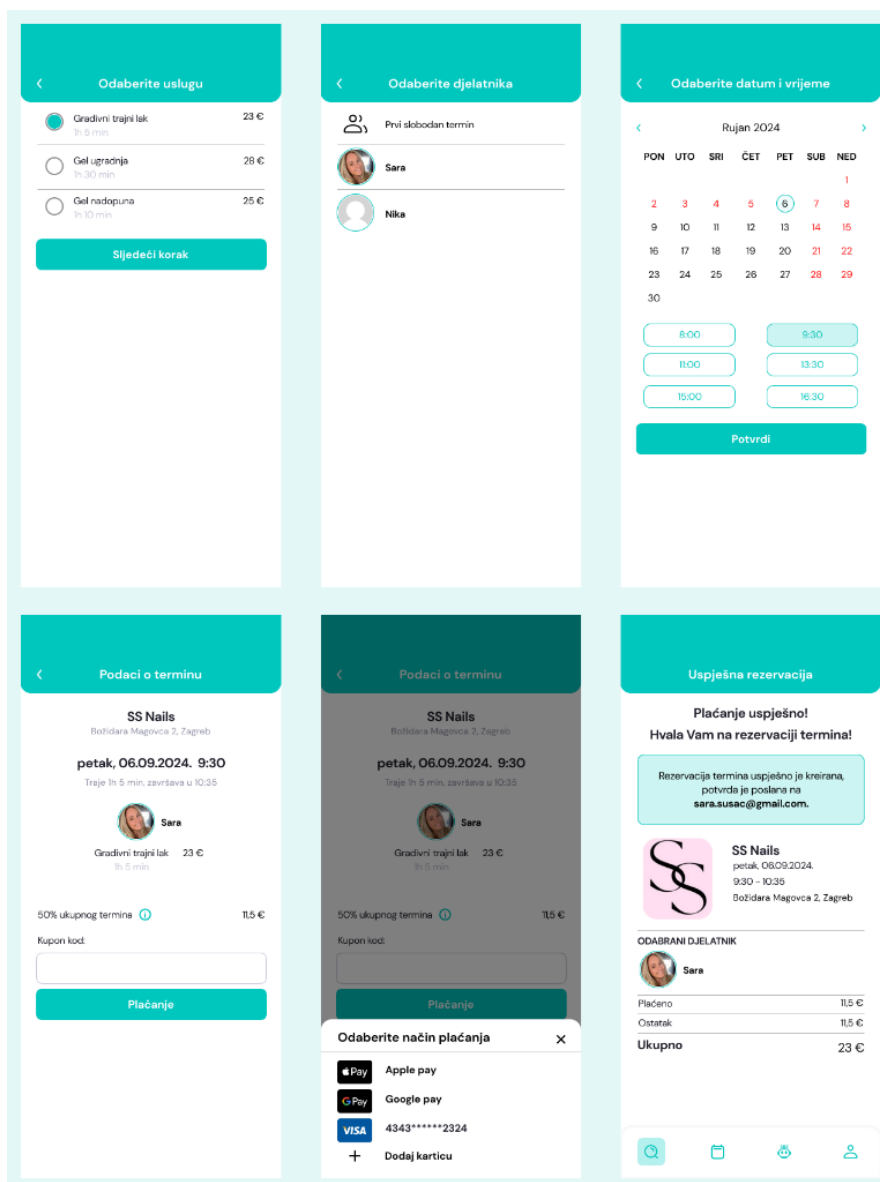 Odaberite uslugu
Gradivni trajni lak 23 €
1h 5 min
Gel ugradnja 28 €
1h 30 min
Gel nadopuna 25 €
1h 10 min
Sljedeći korak
Odaberite djelatnika
Prvi slobodan termin
Sara
Nika
Odaberite datum i vrijeme
Rujan 2024
PON UTO SRI ČET PET SUB NED
1
2 3 4 5 6 7 8
9 10 11 12 13 14 15
16 17 18 19 20 21 22
23 24 25 26 27 28 29
30
8:00 9:30
11:00 13:30
15:00 16:30
Potvrdi
Podaci o terminu
SS Nails
Božidara Magovca 2, Zagreb
petak, 06.09.2024. 9:30
Traje 1h 5 min, završava u 10:35
Sara
Gradivni trajni lak 23 €
1h 5 min
50% ukupnog termina 11,5 €
Kupon kod:
Plaćanje
Podaci o terminu
SS Nails
Božidara Magovca 2, Zagreb
petak, 06.09.2024. 9:30
Traje 1h 5 min, završava u 10:35
Sara
Gradivni trajni lak 23 €
1h 5 min
50% ukupnog termina 11,5 €
Kupon kod:
Plaćanje
Odaberite način plaćanja
Pay Apple pay
G Pay Google pay
VISA 4343******2324
Dodaj karticu
Uspješna rezervacija
Plaćanje uspješno!
Hvala Vam na rezervaciji termina!
Rezervacija termina uspješno je kreirana,
potvrda je poslana na
sara.susac@gmail.com.
SS
SS Nails
petak, 06.09.2024.
9:30 - 10:35
Božidara Magovca 2, Zagreb
ODABRANI DJELATNIK
Sara
Plaćeno 11,5 €
Ostatak 11,5 €
Ukupno 23 €